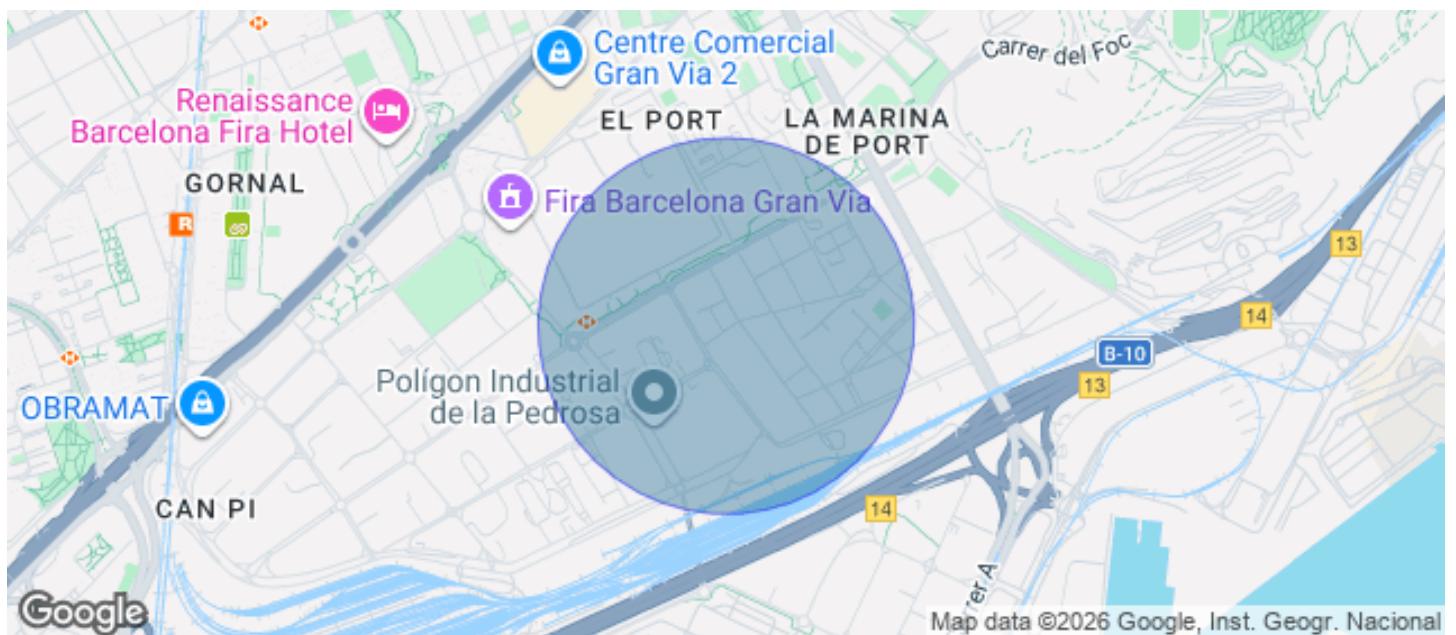 Centre Comercial
Gran Via 2
Carrer del Foc
Renaissance
Barcelona Fira Hotel
EL PORT
LA MARINA
DE PORT
GORNAL
Fira Barcelona Gran Via
R
13
14
B-10
13
Polígon Industrial
de la Pedrosa
OBRAMAT
CAN PI
14
rrer A
Google
Map data ©2026 Google, Inst. Geogr. Nacional